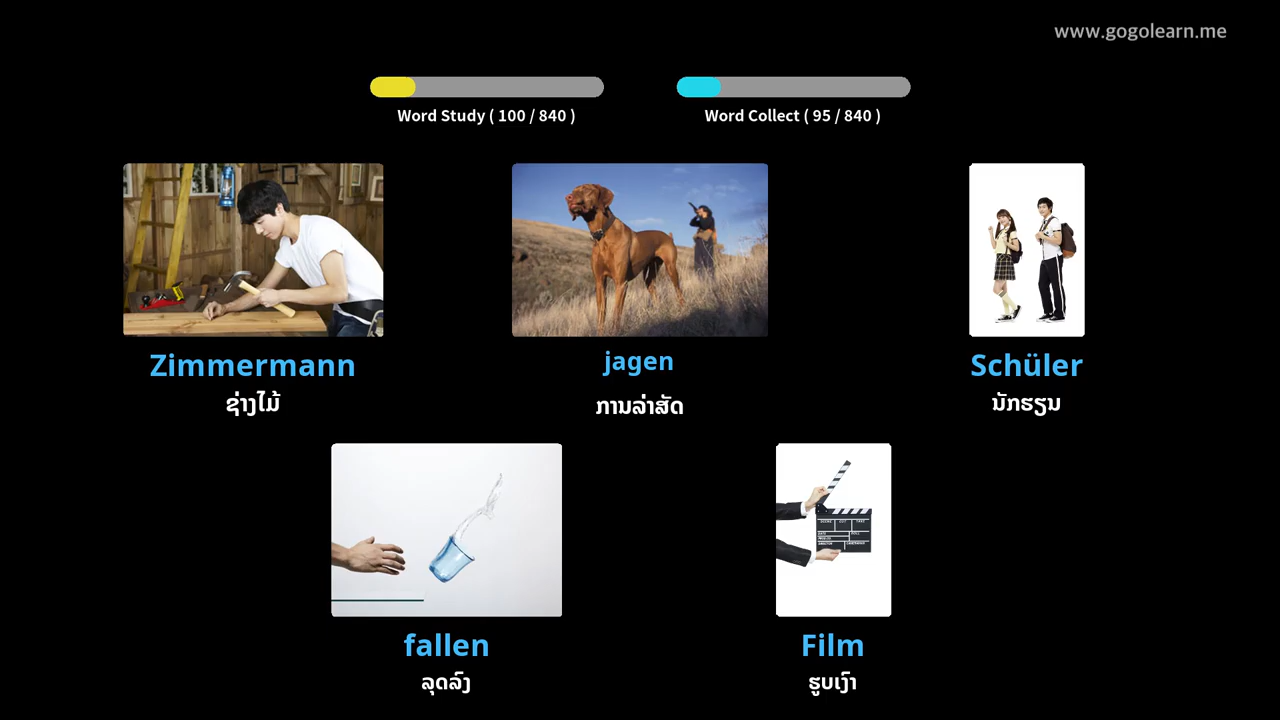 www.gogolearn.me
Word Study ( 100 / 840 )
Word Collect ( 95 / 840 )
Zimmermann
ຊ່າງໄມ້
jagen
ການລ່າສັດ
Schüler
ນັກຮຽນ
fallen
ລຸດລົງ
Film
ຮູບເງົາ